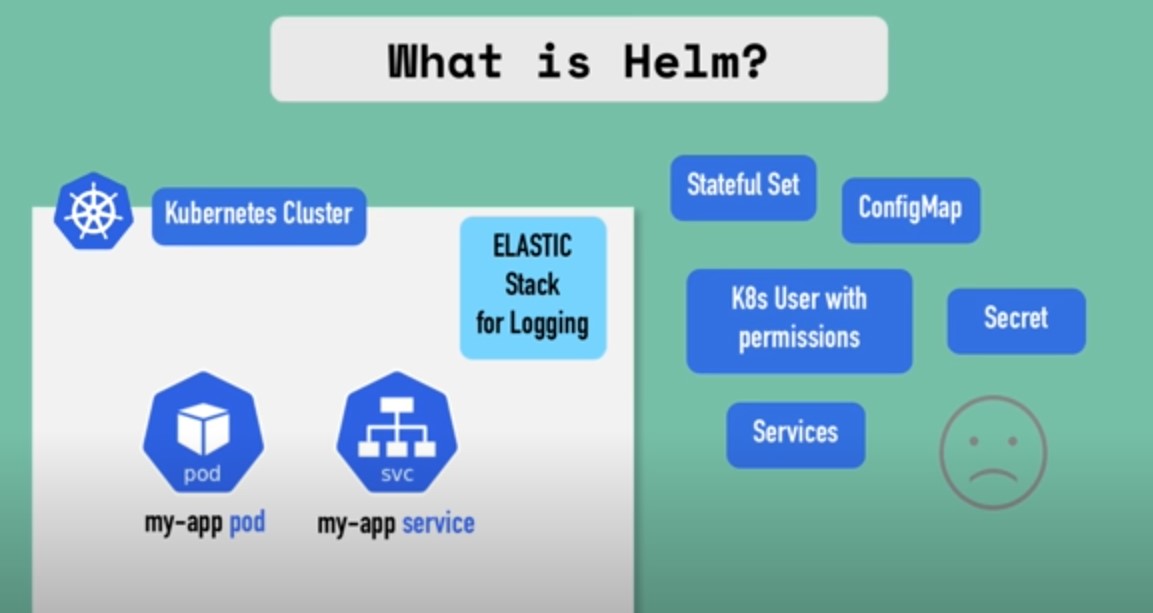 What is Helm?
Kubernetes Cluster
ELASTIC
Stack
for Logging
pod
my-app pod
svc
my-app service
Stateful Set
ConfigMap
K8s User with
permissions
Secret
Services